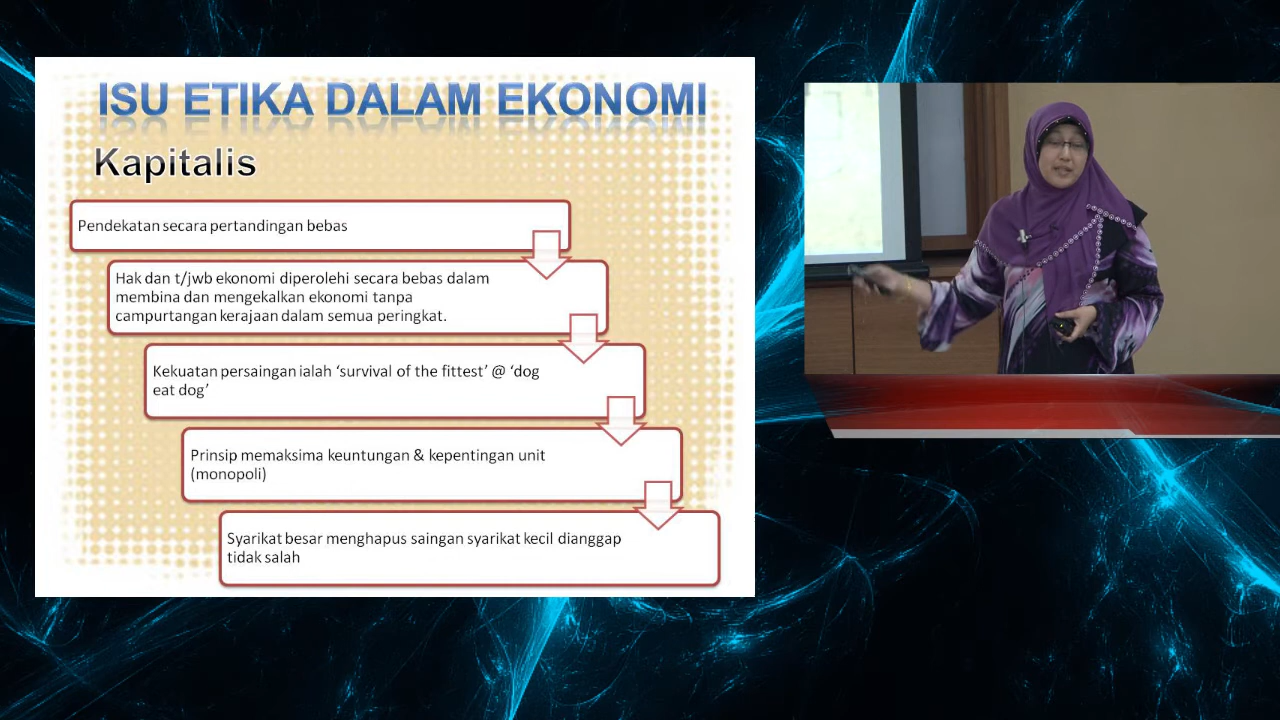 ISU ETIKA DALAM EKONOMI
Kapitalis
Pendekatan secara pertandingan bebas
Hak dan t/jwb ekonomi diperolehi secara bebas dalam
membina dan mengekalkan ekonomi tanpa
campurtangan kerajaan dalam semua peringkat.
Kekuatan persaingan ialah ‘survival of the fittest’ @ ‘dog
eat dog’
Prinsip memaksima keuntungan & kepentingan unit
(monopoli)
Syarikat besar menghapus saingan syarikat kecil dianggap
tidak salah